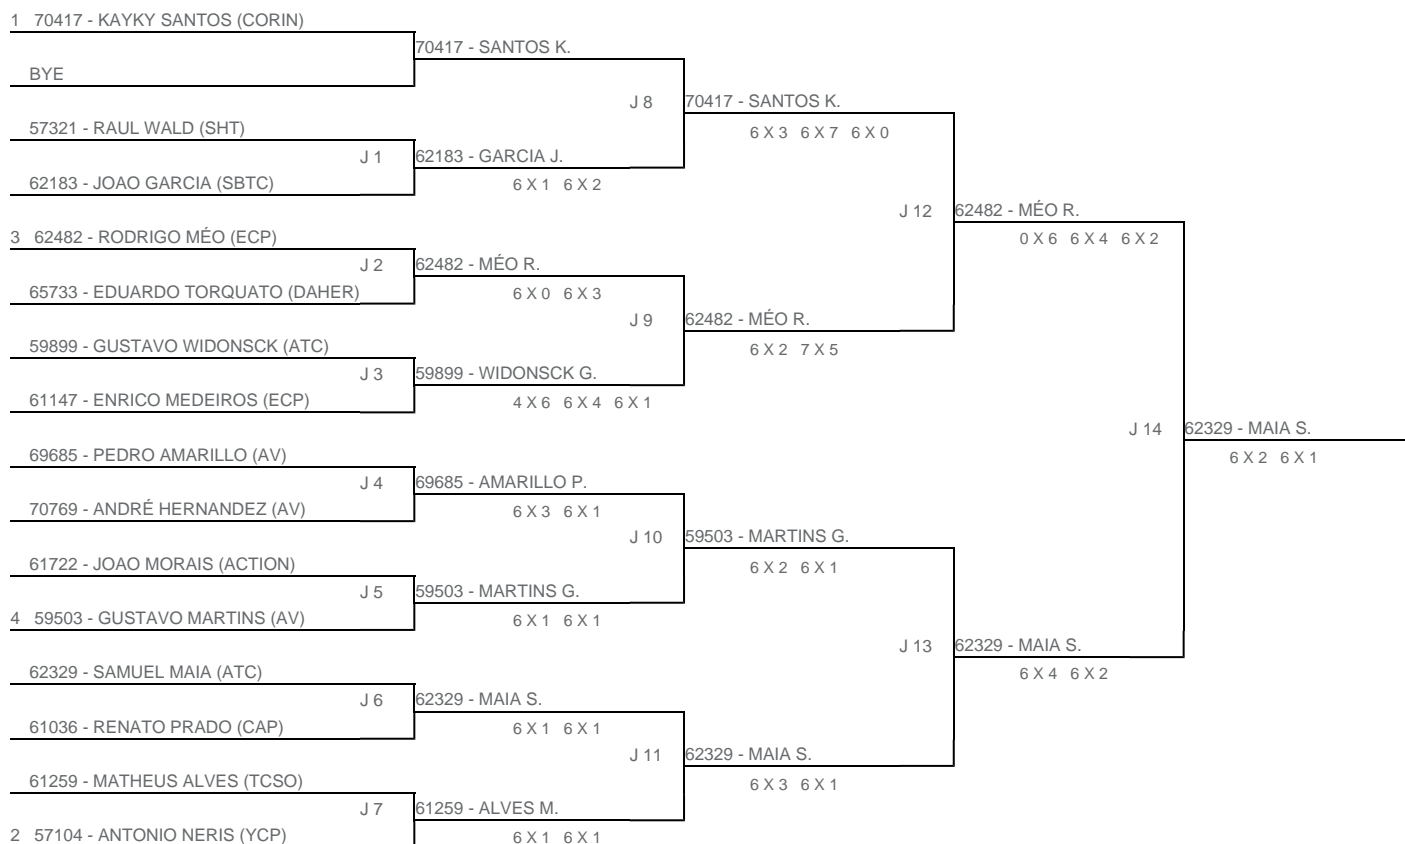 1 70417 - KAYKY SANTOS (CORIN)
70417 - SANTOS K.
BYE
J 8
70417 - SANTOS K.
57321 - RAUL WALD (SHT)
6 X 3 6 X 7 6 X 0
J 1
62183 - GARCIA J.
62183 - JOAO GARCIA (SBTC)
6 X 1 6 X 2
J 12
62482 - MÉO R.
3 62482 - RODRIGO MÉO (ECP)
0 X 6 6 X 4 6 X 2
J 2
62482 - MÉO R.
65733 - EDUARDO TORQUATO (DAHER)
6 X 0 6 X 3
J 9
62482 - MÉO R.
59899 - GUSTAVO WIDONSCK (ATC)
6 X 2 7 X 5
J 3
59899 - WIDONSCK G.
61147 - ENRICO MEDEIROS (ECP)
4 X 6 6 X 4 6 X 1
J 14
62329 - MAIA S.
69685 - PEDRO AMARILLO (AV)
6 X 2 6 X 1
J 4
69685 - AMARILLO P.
70769 - ANDRÉ HERNANDEZ (AV)
6 X 3 6 X 1
J 10
59503 - MARTINS G.
61722 - JOAO MORAIS (ACTION)
6 X 2 6 X 1
J 5
59503 - MARTINS G.
4 59503 - GUSTAVO MARTINS (AV)
6 X 1 6 X 1
J 13
62329 - MAIA S.
62329 - SAMUEL MAIA (ATC)
6 X 4 6 X 2
J 6
62329 - MAIA S.
61036 - RENATO PRADO (CAP)
6 X 1 6 X 1
J 11
62329 - MAIA S.
61259 - MATHEUS ALVES (TCSO)
6 X 3 6 X 1
J 7
61259 - ALVES M.
2 57104 - ANTONIO NERIS (YCP)
6 X 1 6 X 1